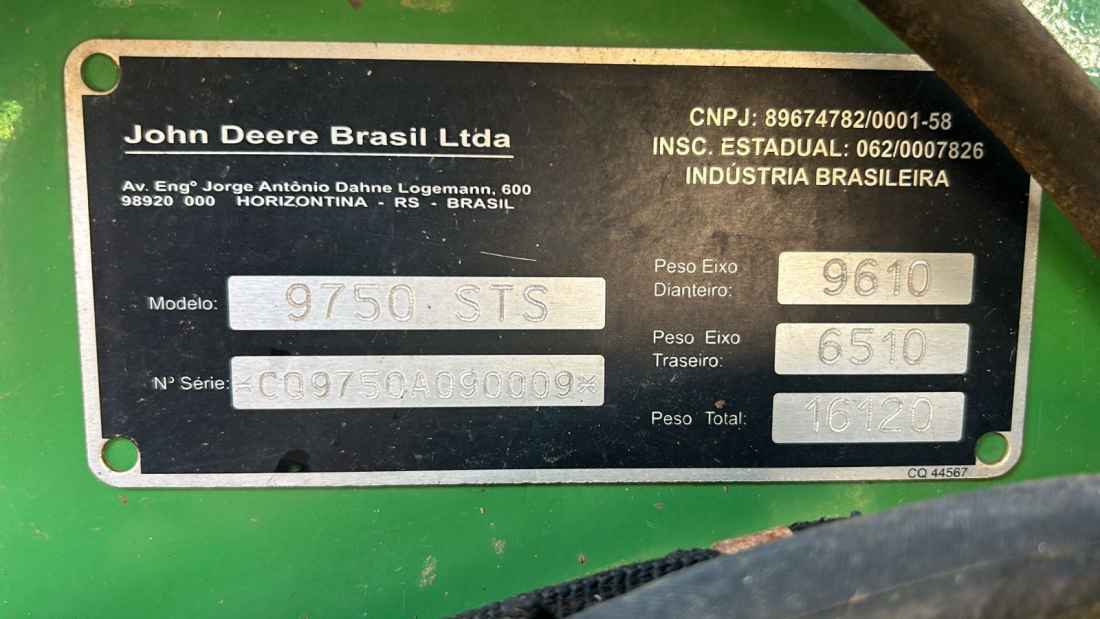 John Deere Brasil Ltda
Av. Engº Jorge Antônio Dahne Logemann, 600
98920 000 HORIZONTINA - RS - BRASIL
CNPJ: 89674782/0001-58
INSC. ESTADUAL: 062/0007826
INDÚSTRIA BRASILEIRA
Modelo: 9750 STS
Nº Série: *CQ9750A090009*
Peso Eixo
Dianteiro: 9610
Peso Eixo
Traseiro: 6510
Peso Total: 16120
CQ 44567